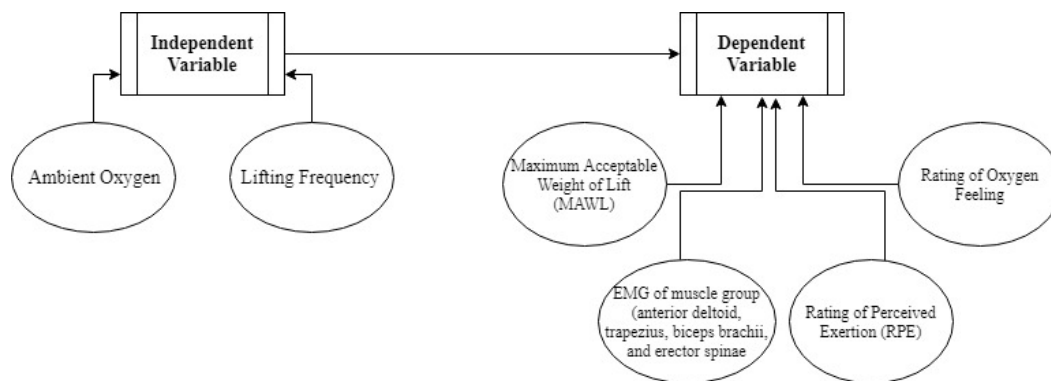 Independent
Variable
Dependent
Variable
Ambient Oxygen
Lifting Frequency
Maximum Acceptable
Weight of Lift
(MAWL)
Rating of Oxygen
Feeling
EMG of muscle group
(anterior deltoid,
trapezius, biceps brachii,
and erector spinae
Rating of Perceived
Exertion (RPE)